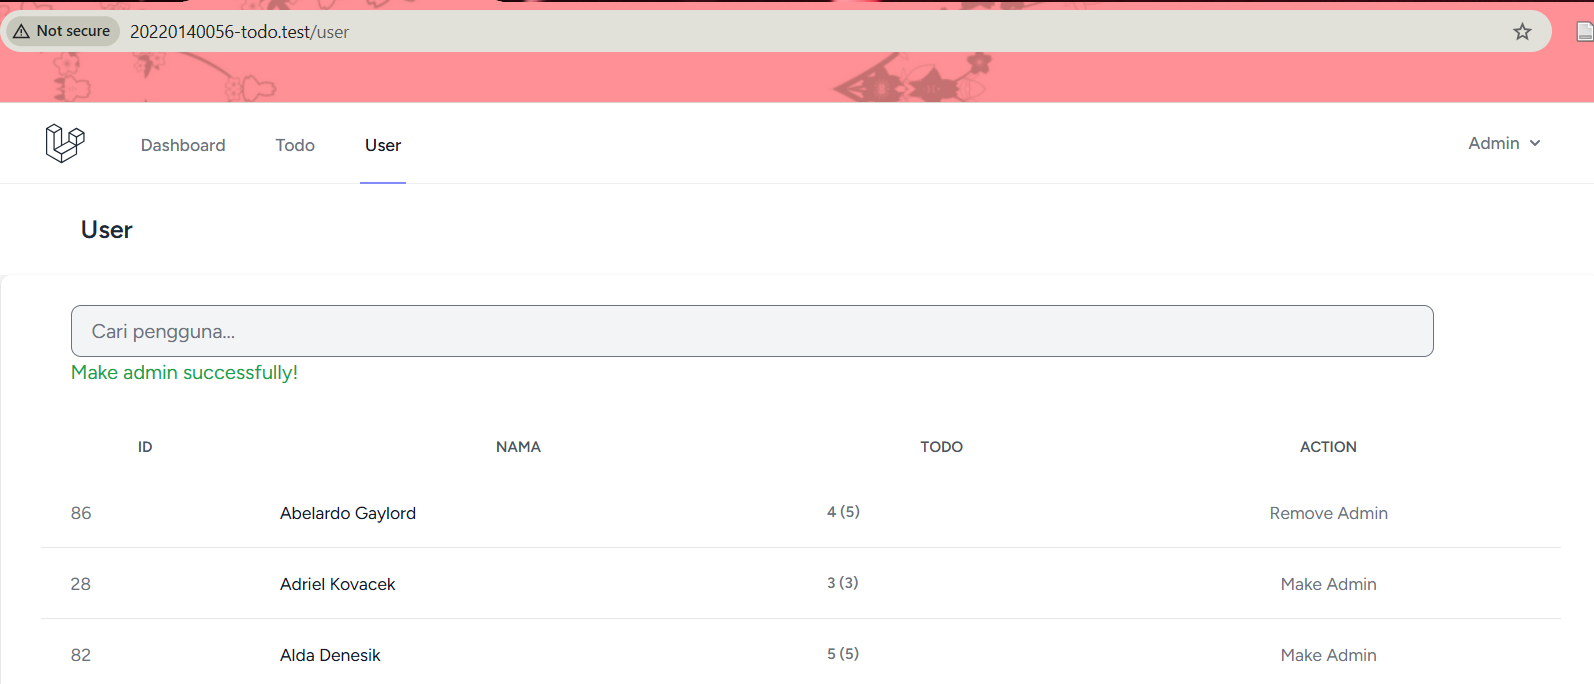 Not secure 20220140056-todo.test/user
Dashboard Todo User Admin
User
Cari pengguna...
Make admin successfully!
ID NAMA TODO ACTION
86 Abelardo Gaylord 4 (5) Remove Admin
28 Adriel Kovacek 3 (3) Make Admin
82 Alda Denesik 5 (5) Make Admin